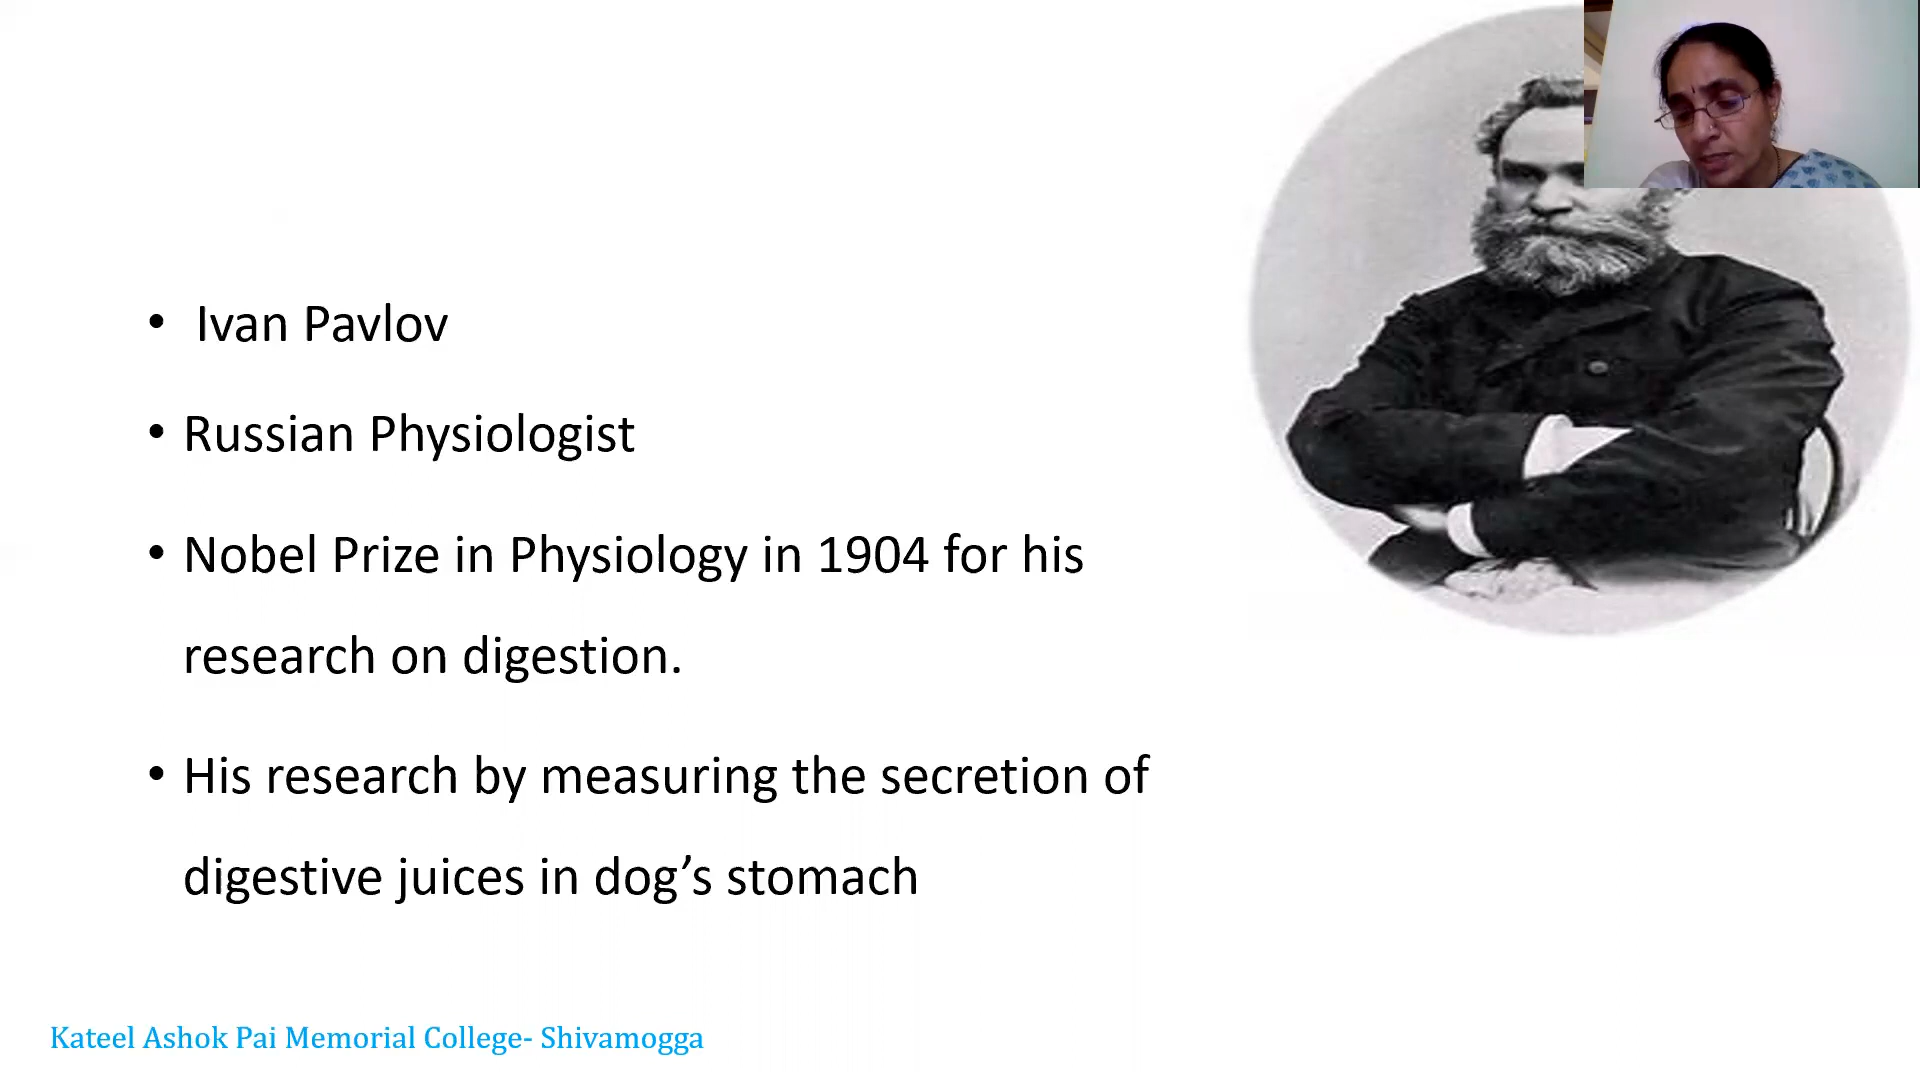 • Ivan Pavlov
• Russian Physiologist
• Nobel Prize in Physiology in 1904 for his
research on digestion.
• His research by measuring the secretion of
digestive juices in dog’s stomach
Kateel Ashok Pai Memorial College- Shivamogga